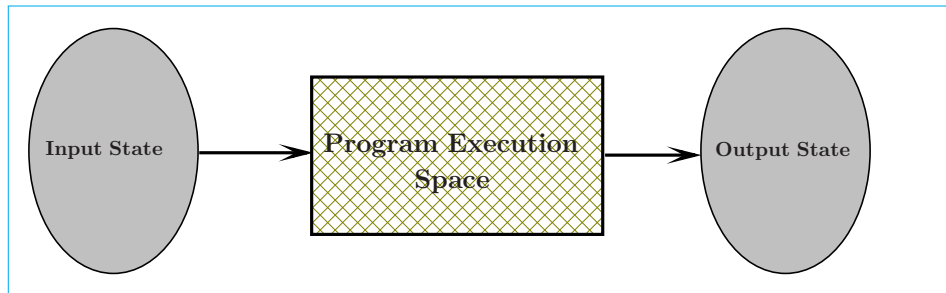 Input State
Program Execution
Space
Output State